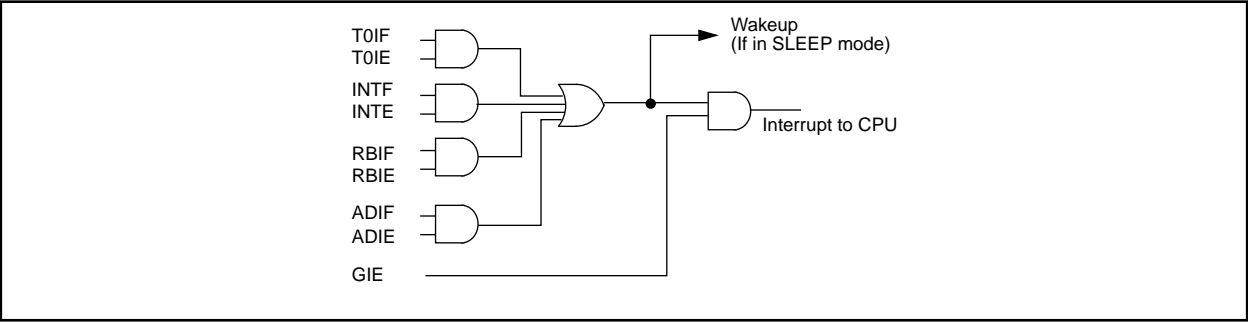 T0IF
T0IE
INTF
INTE
RBIF
RBIE
ADIF
ADIE
GIE
Wakeup
(If in SLEEP mode)
Interrupt to CPU